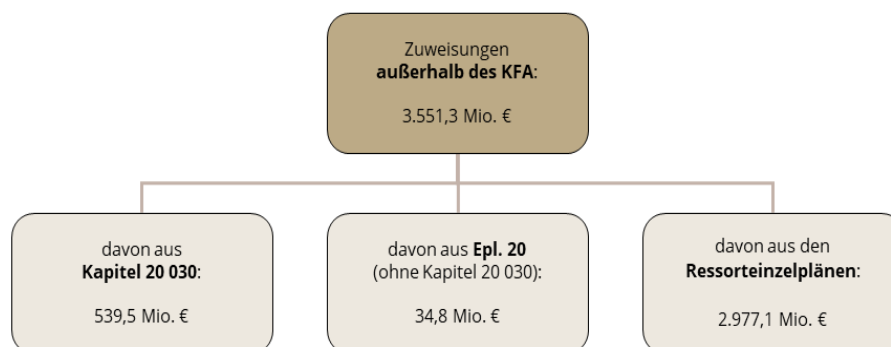 Zuweisungen
außerhalb des KFA:
3.551,3 Mio. €
davon aus
Kapitel 20 030:
539,5 Mio. €
davon aus Epl. 20
(ohne Kapitel 20 030):
34,8 Mio. €
davon aus den
Ressorteinzelplänen:
2.977,1 Mio. €